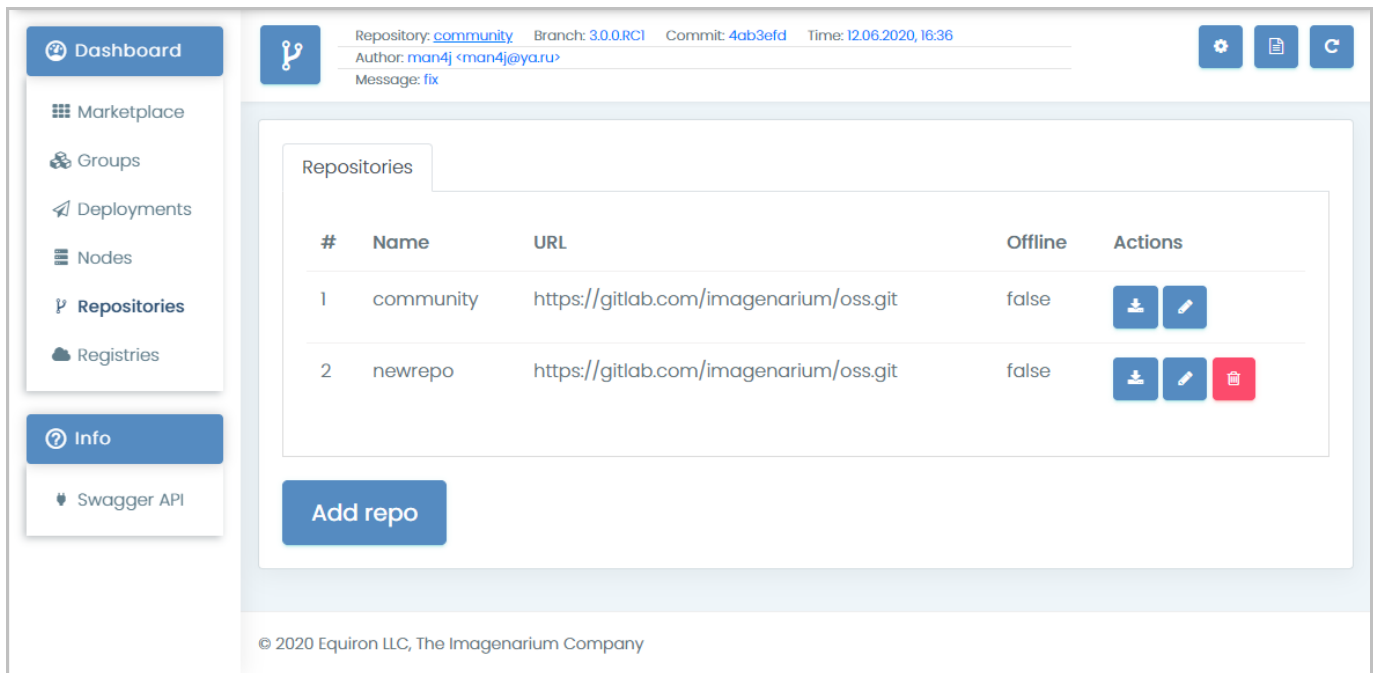 Dashboard
Marketplace
Groups
Deployments
Nodes
Repositories
Registries
Info
Swagger API
Repository: community Branch: 3.0.0.RC1 Commit: 4ab3efd Time: 12.06.2020, 16:36
Author: man4j <man4j@ya.ru>
Message: fix
Repositories
# Name URL Offline Actions
1 community https://gitlab.com/imagenarium/oss.git false
2 newrepo https://gitlab.com/imagenarium/oss.git false
Add repo
© 2020 Equiron LLC, The Imagenarium Company